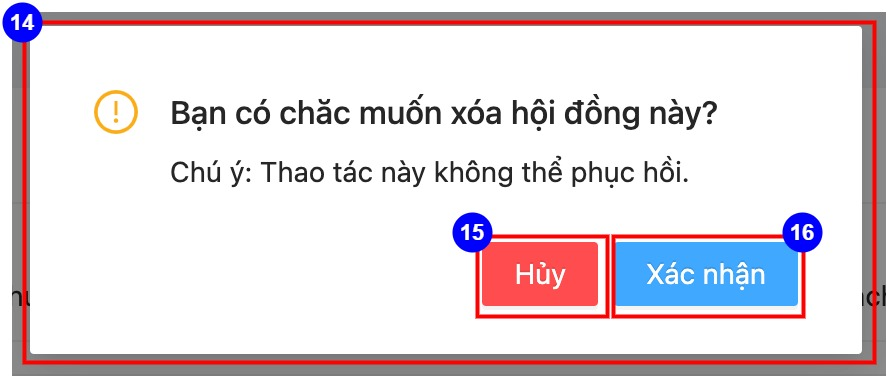 14
Bạn có chắc muốn xóa hội đồng này?
Chú ý: Thao tác này không thể phục hồi.
15
16
Hủy
Xác nhận